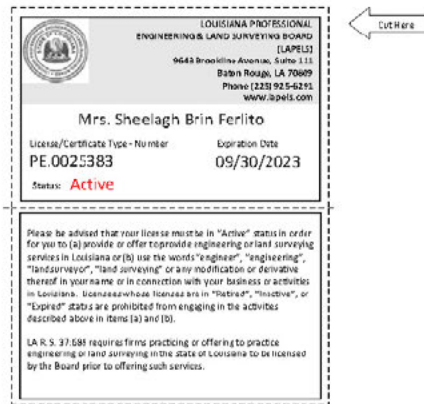 LOUISIANA PROFESSIONAL
ENGINEERING & LAND SURVEYING BOARD
(LAPELS)
9643 Brookline Avenue, Suite 111
Baton Rouge, LA 70809
Phone (225) 925-6291
www.lapels.com
Cut Here
Mrs. Sheelagh Brin Ferlito
License/Certificate Type - Number
Expiration Date
PE.0025383
09/30/2023
Status: Active
Please be advised that your license must be in "Active" status in order
for you to (a) provide or offer to provide engineering or land surveying
services in Louisiana or (b) use the words "engineer", "engineering",
"land surveyor", "land surveying" or any modification or derivative
thereof in your name or in connection with your business or activities
in Louisiana. Licensees whose licenses are in "Retired", "Inactive", or
"Expired" status are prohibited from engaging in the activities
described above in items (a) and (b).
LA R.S. 37:688 requires firms practicing or offering to practice
engineering or land surveying in the state of Louisiana to be licensed
by the Board prior to offering such services.